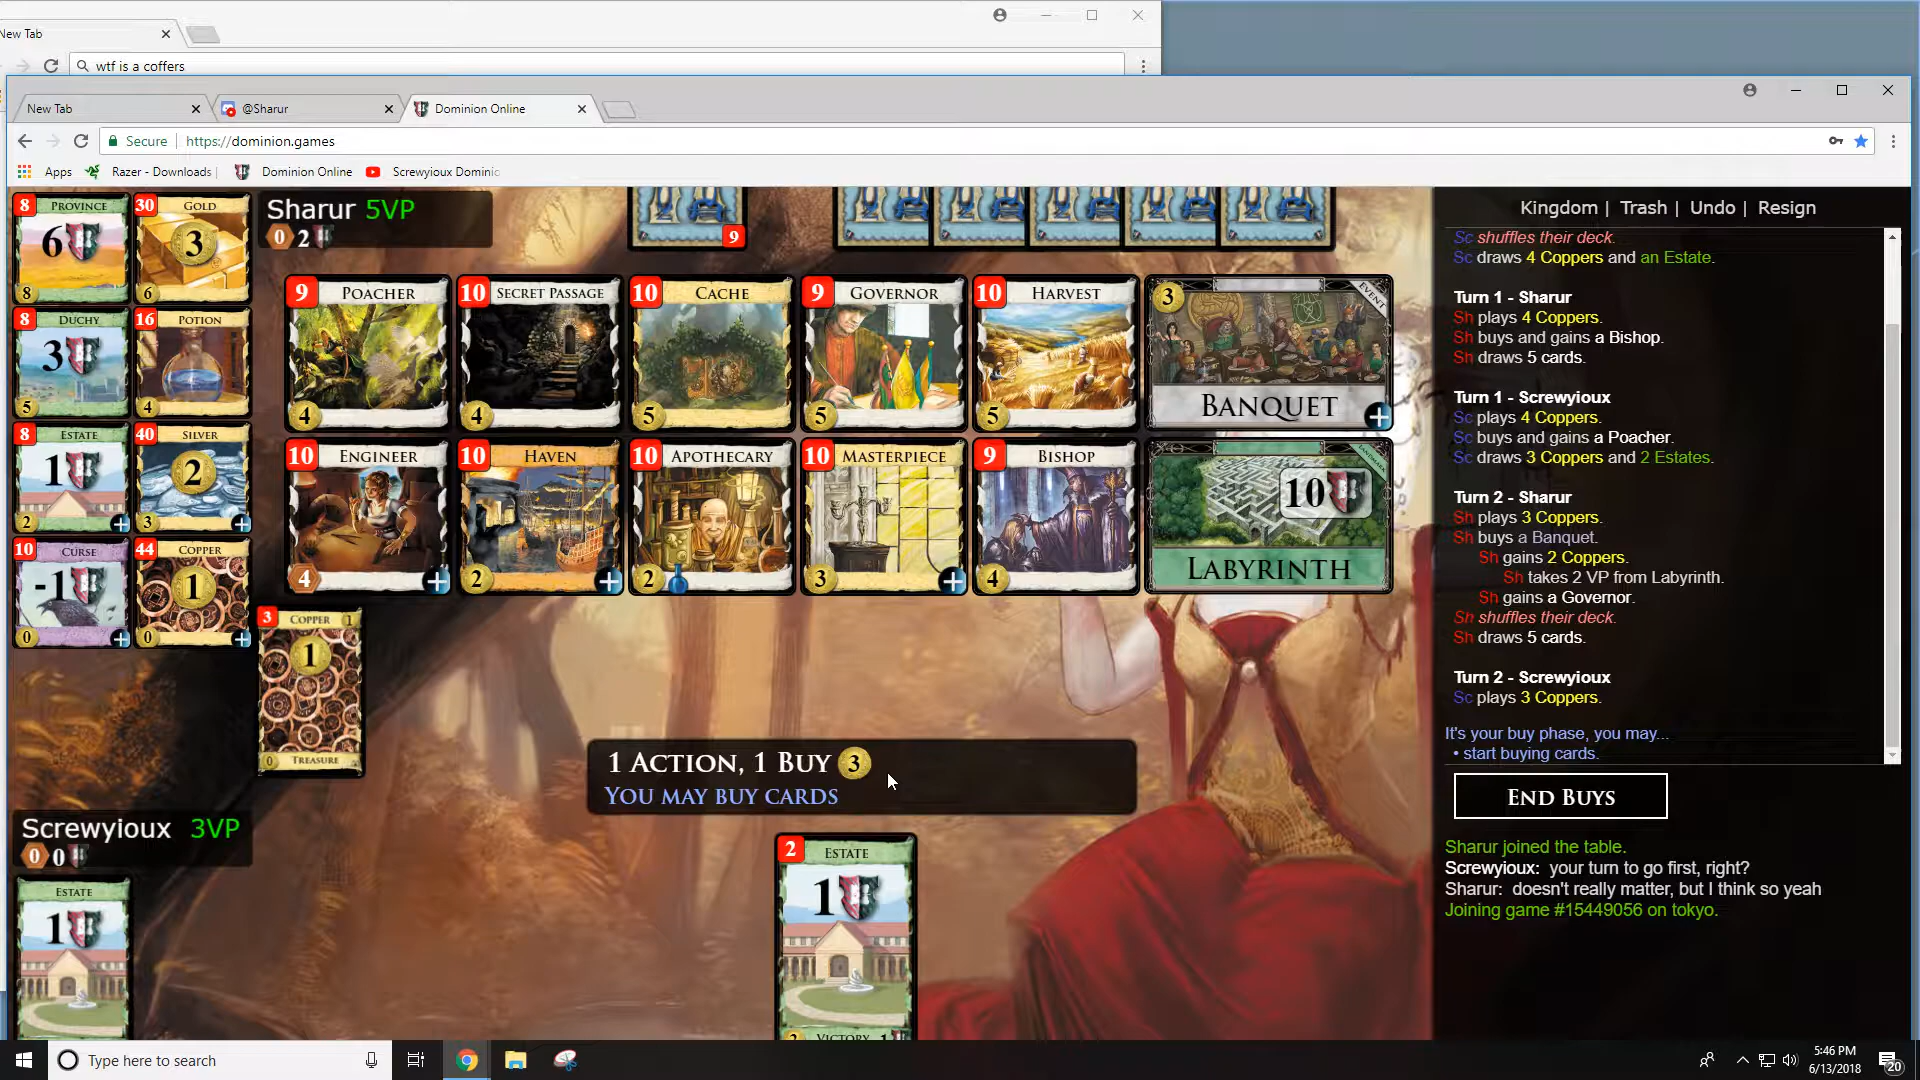 New Tab
wtf is a coffers
New Tab
@Sharur
Dominion Online
Secure
https://dominion.games
Apps
Razer - Downloads
Dominion Online
Screwyioux Dominic
8 PROVINCE
6
8
30 GOLD
3
6
Sharur 5VP
0 2
9
Kingdom | Trash | Undo | Resign
8 DUCHY
3
5
16 POTION
4
9 POACHER
4
10 SECRET PASSAGE
4
10 CACHE
5
9 GOVERNOR
5
10 HARVEST
5
3
EVENT
BANQUET
8 ESTATE
1
2
40 SILVER
2
3
10 ENGINEER
4
10 HAVEN
2
10 APOTHECARY
2
10 MASTERPIECE
3
9 BISHOP
4
LANDMARK
10
LABYRINTH
10 CURSE
-1
0
44 COPPER
1
0
3 COPPER 1
1
0 TREASURE
1 ACTION, 1 BUY 3
YOU MAY BUY CARDS
Screwyioux 3VP
0 0
ESTATE
1
2 ESTATE
1
2 VICTORY 1
Sc shuffles their deck.
Sc draws 4 Coppers and an Estate.
Turn 1 - Sharur
Sh plays 4 Coppers.
Sh buys and gains a Bishop.
Sh draws 5 cards.
Turn 1 - Screwyioux
Sc plays 4 Coppers.
Sc buys and gains a Poacher.
Sc draws 3 Coppers and 2 Estates.
Turn 2 - Sharur
Sh plays 3 Coppers.
Sh buys a Banquet.
Sh gains 2 Coppers.
Sh takes 2 VP from Labyrinth.
Sh gains a Governor.
Sh shuffles their deck.
Sh draws 5 cards.
Turn 2 - Screwyioux
Sc plays 3 Coppers.
It's your buy phase, you may...
• start buying cards.
END BUYS
Sharur joined the table.
Screwyioux: your turn to go first, right?
Sharur: doesn't really matter, but I think so yeah
Joining game #15449056 on tokyo.
Type here to search
5:46 PM
6/13/2018
20